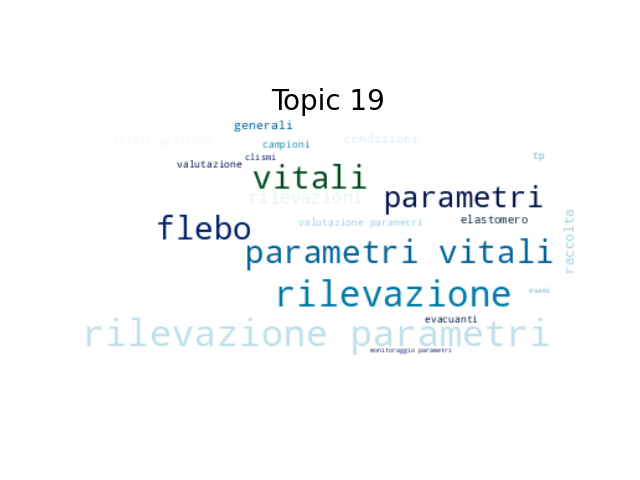 Topic 19
generali
vitali gestione
condizioni
campioni
clismi
tp
valutazione
vitali
rilevazioni
parametri
elastomero
valutazione parametri
flebo
raccolta
parametri vitali
esami
rilevazione
evacuanti
rilevazione parametri
monitoraggio parametri